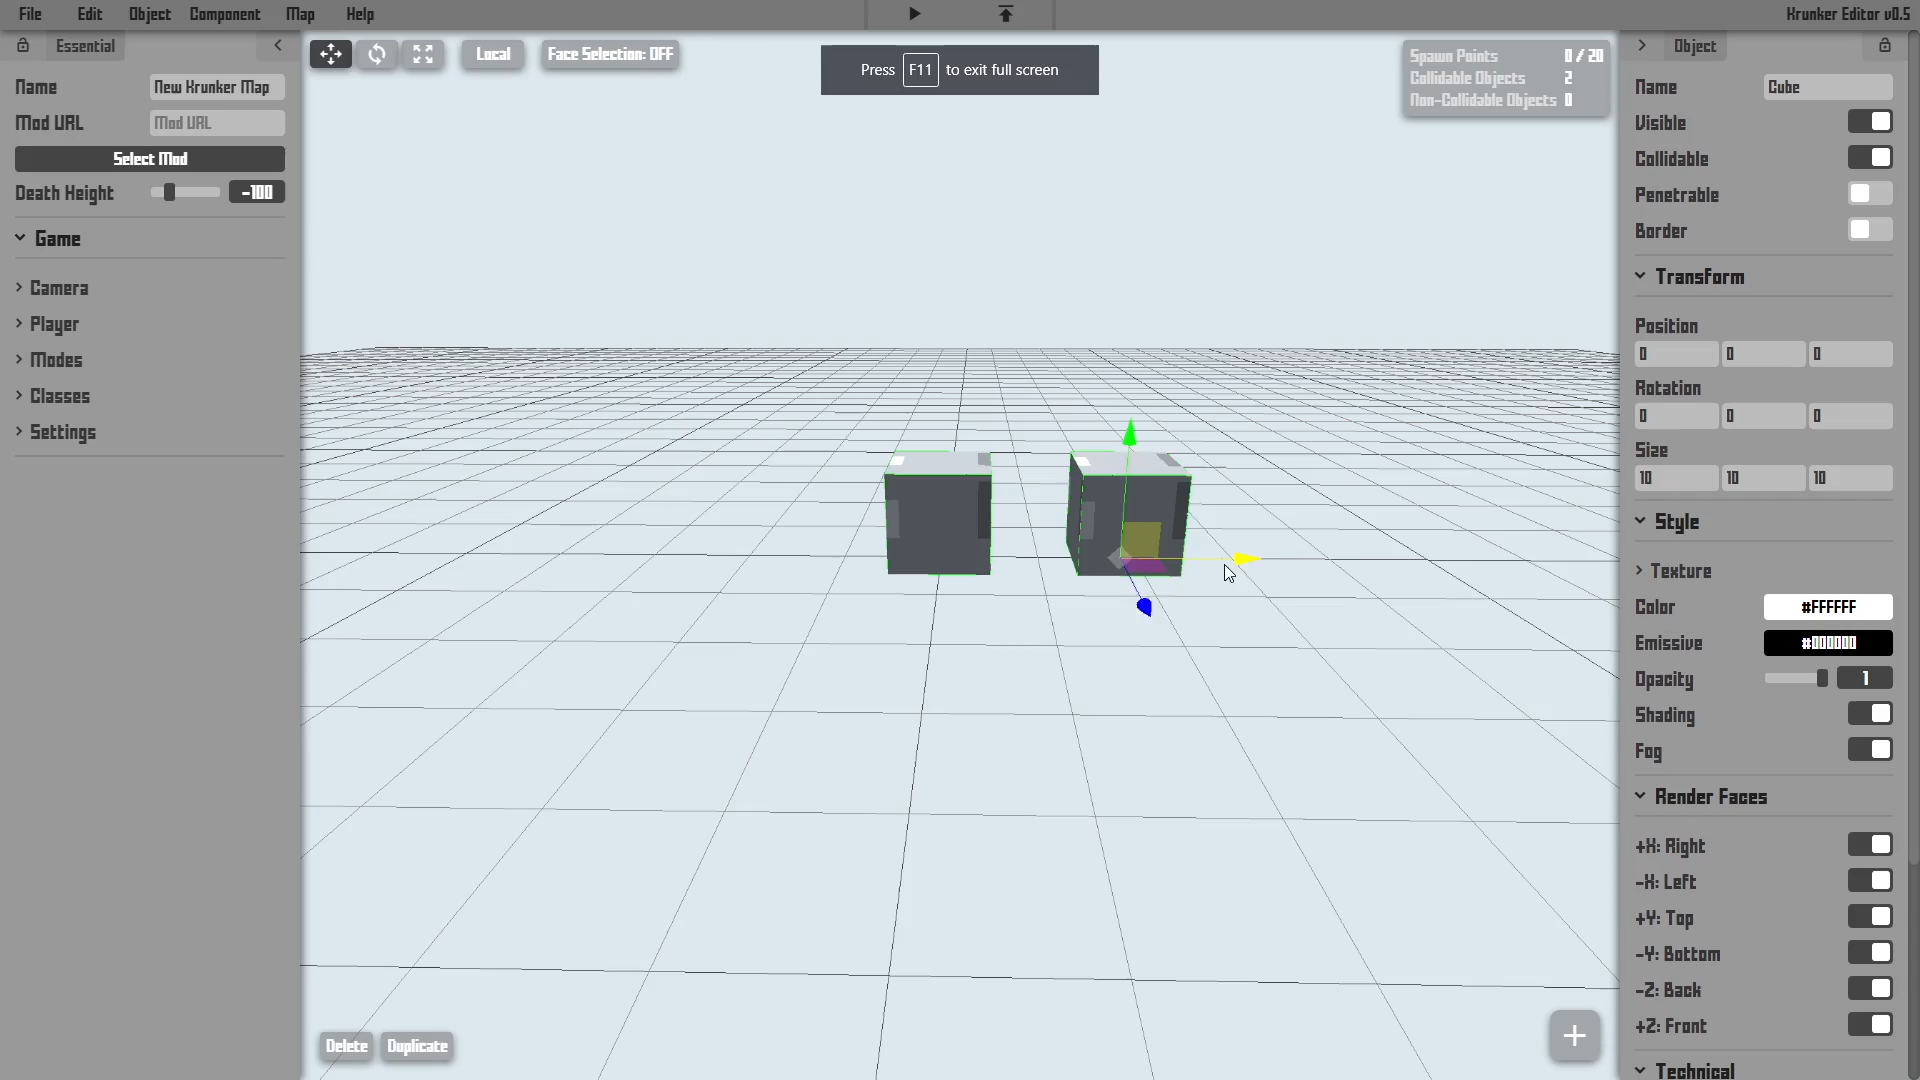 File Edit Object Component Map Help
Krunker Editor v0.5
Essential
Name New Krunker Map
Mod URL Mod URL
Select Mod
Death Height -100
Game
Camera
Player
Modes
Classes
Settings
Local Face Selection: OFF
Press F11 to exit full screen
Spawn Points 0 / 20
Collidable Objects 2
Non-Collidable Objects 0
Delete Duplicate
+
Object
Name Cube
Visible
Collidable
Penetrable
Border
Transform
Position
0 0 0
Rotation
0 0 0
Size
10 10 10
Style
Texture
Color #FFFFFF
Emissive #000000
Opacity 1
Shading
Fog
Render Faces
+X: Right
-X: Left
+Y: Top
-Y: Bottom
-Z: Back
+Z: Front
Technical